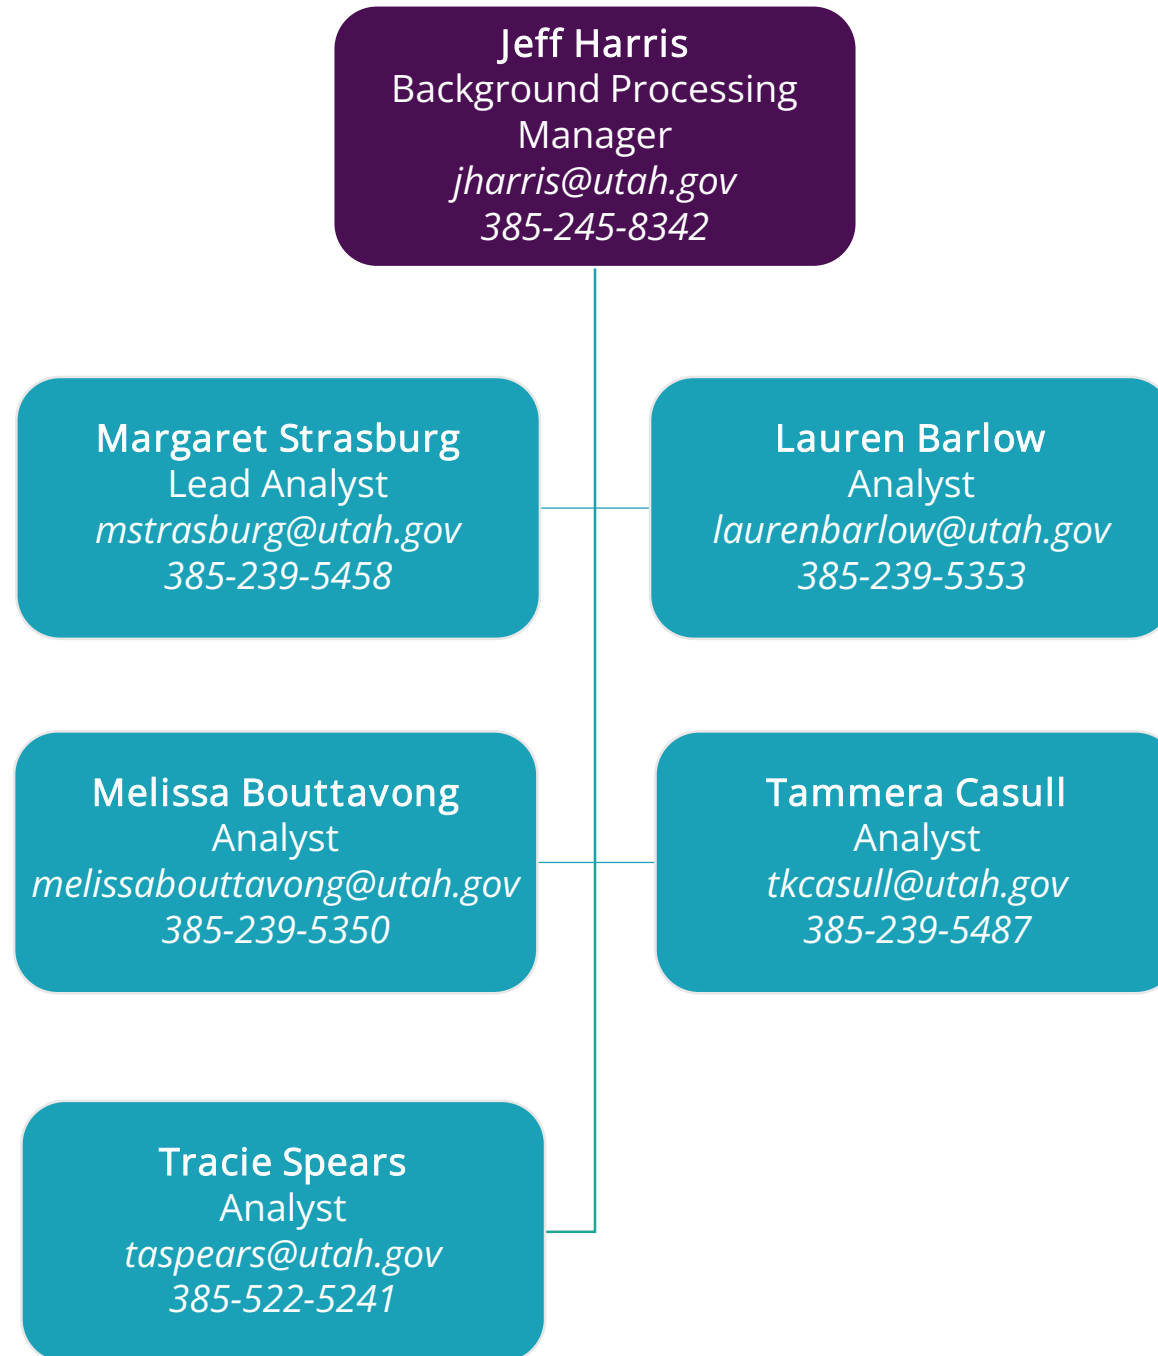 Jeff Harris
Background Processing
Manager
jharris@utah.gov
385-245-8342
Margaret Strasburg
Lead Analyst
mstrasburg@utah.gov
385-239-5458
Lauren Barlow
Analyst
laurenbarlow@utah.gov
385-239-5353
Melissa Bouttavong
Analyst
melissabouttavong@utah.gov
385-239-5350
Tammera Casull
Analyst
tkcasull@utah.gov
385-239-5487
Tracie Spears
Analyst
taspears@utah.gov
385-522-5241